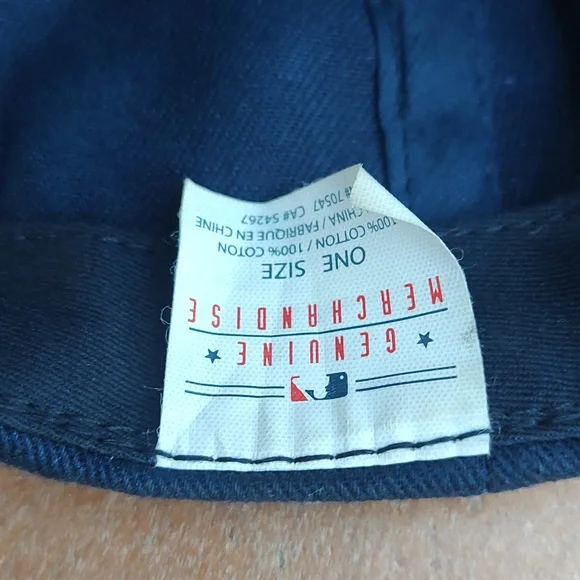 GENUINE
MERCHANDISE
ONE SIZE
100% COTTON / 100% COTON
CHINA / FABRIQUE EN CHINE
# 70547 CA# 54267